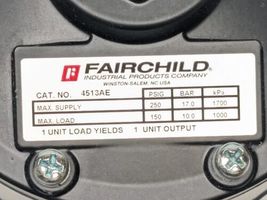 FAIRCHILD
INDUSTRIAL PRODUCTS COMPANY
WINSTON-SALEM, NC USA
CAT. NO. 4513AE PSIG BAR kPa
MAX. SUPPLY 250 17.0 1700
MAX. LOAD 150 10.0 1000
1 UNIT LOAD YIELDS 1 UNIT OUTPUT